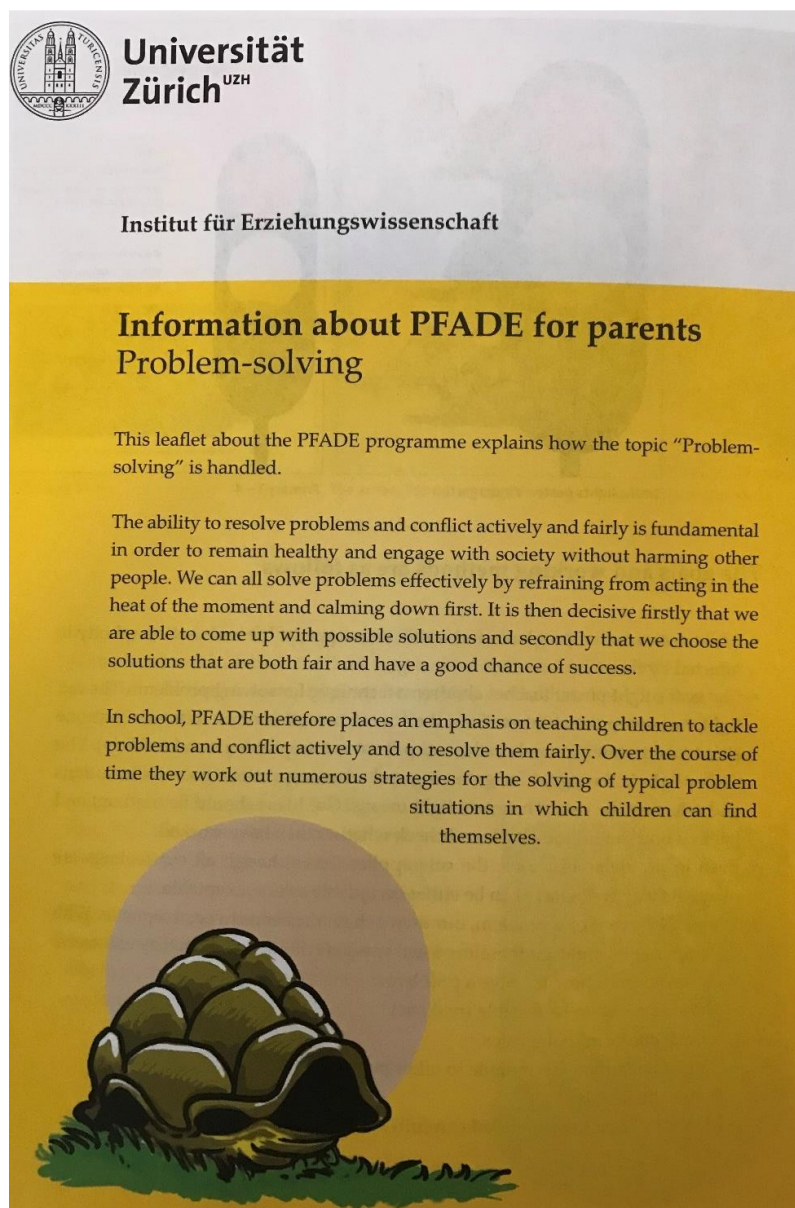 UNIVERSITAS TURICENSIS
MDCCC XXXIII
Universität
Zürich UZH
Institut für Erziehungswissenschaft
Information about PFADE for parents
Problem-solving
This leaflet about the PFADE programme explains how the topic “Problem-
solving” is handled.
The ability to resolve problems and conflict actively and fairly is fundamental
in order to remain healthy and engage with society without harming other
people. We can all solve problems effectively by refraining from acting in the
heat of the moment and calming down first. It is then decisive firstly that we
are able to come up with possible solutions and secondly that we choose the
solutions that are both fair and have a good chance of success.
In school, PFADE therefore places an emphasis on teaching children to tackle
problems and conflict actively and to resolve them fairly. Over the course of
time they work out numerous strategies for the solving of typical problem
situations in which children can find
themselves.